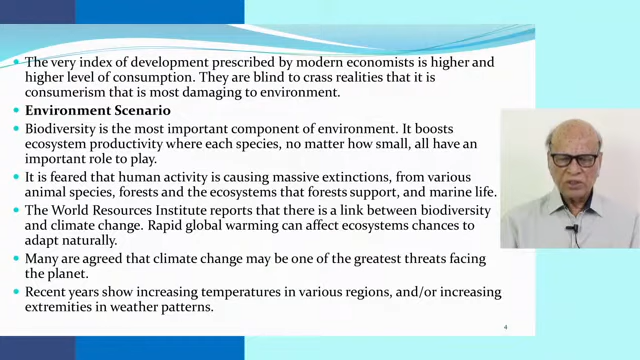 The very index of development prescribed by modern economists is higher and
higher level of consumption. They are blind to crass realities that it is
consumerism that is most damaging to environment.
Environment Scenario
Biodiversity is the most important component of environment. It boosts
ecosystem productivity where each species, no matter how small, all have an
important role to play.
It is feared that human activity is causing massive extinctions, from various
animal species, forests and the ecosystems that forests support, and marine life.
The World Resources Institute reports that there is a link between biodiversity
and climate change. Rapid global warming can affect ecosystems chances to
adapt naturally.
Many are agreed that climate change may be one of the greatest threats facing
the planet.
Recent years show increasing temperatures in various regions, and/or increasing
extremities in weather patterns.
4